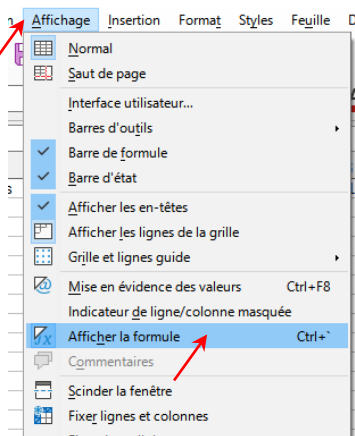 Affichage Insertion Format Styles Feuille
Normal
Saut de page
Interface utilisateur...
Barres d'outils
Barre de formule
Barre d'état
Afficher les en-têtes
Afficher les lignes de la grille
Grille et lignes guide
Mise en évidence des valeurs Ctrl+F8
Indicateur de ligne/colonne masquée
Afficher la formule Ctrl+`
Commentaires
Scinder la fenêtre
Fixer lignes et colonnes